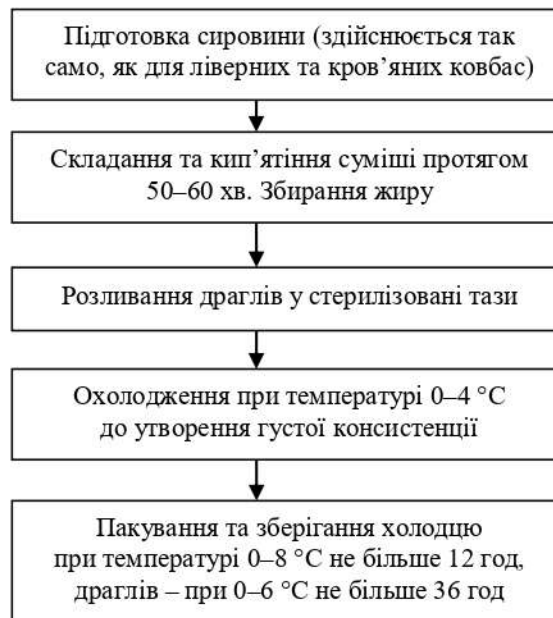 Підготовка сировини (здійснюється так
само, як для ліверних та кров’яних ковбас)
Складання та кип’ятіння суміші протягом
50–60 хв. Збирання жиру
Розливання драглів у стерилізовані тази
Охолодження при температурі 0–4 °С
до утворення густої консистенції
Пакування та зберігання холодцю
при температурі 0–8 °С не більше 12 год,
драглів – при 0–6 °С не більше 36 год